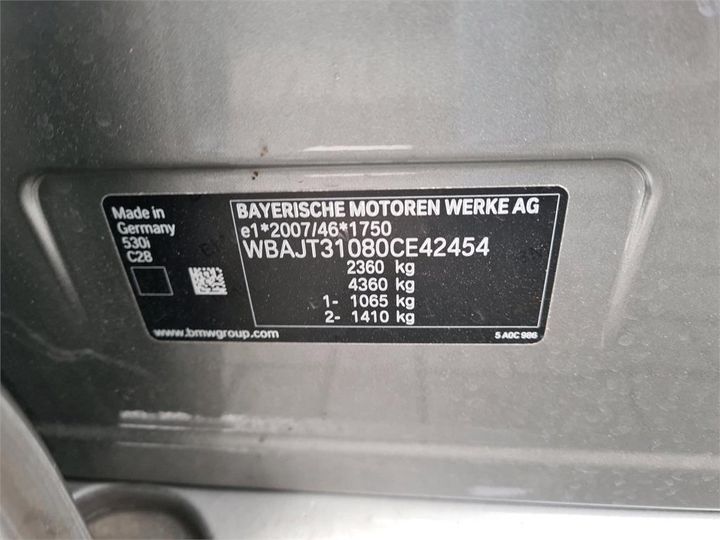 Made in
Germany
530i
C28
www.bmwgroup.com
BAYERISCHE MOTOREN WERKE AG
e1*2007/46*1750
WBAJT31080CE42454
2360 kg
4360 kg
1- 1065 kg
2- 1410 kg
5 A0C 986